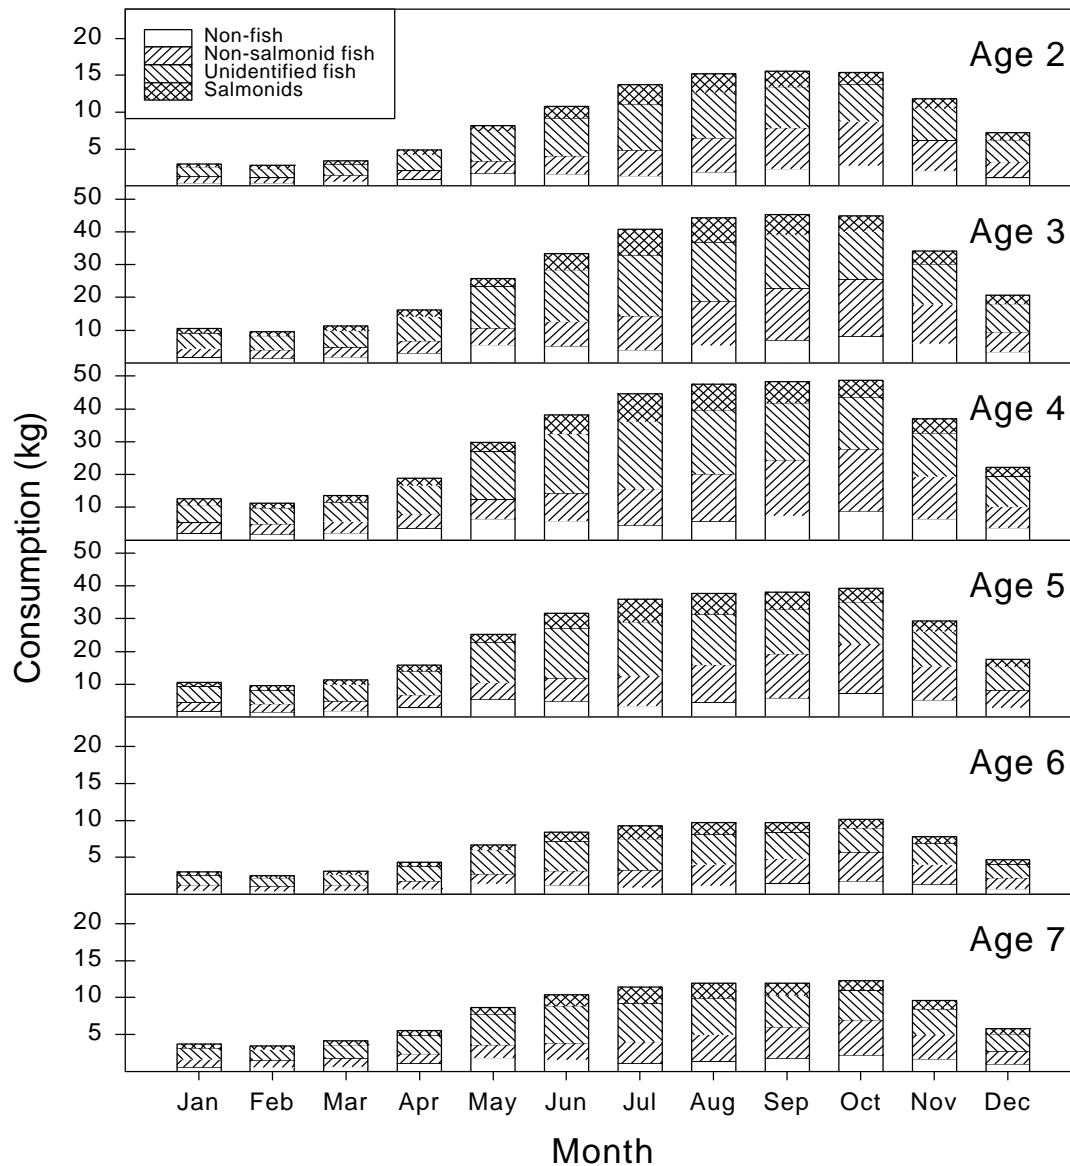 Non-fish
Non-salmonid fish
Unidentified fish
Salmonids
20
15
10
5
Age 2
50
40
30
20
10
Age 3
50
40
30
20
10
Age 4
50
40
30
20
10
Age 5
20
15
10
5
Age 6
20
15
10
5
Age 7
Consumption (kg)
Jan Feb Mar Apr May Jun Jul Aug Sep Oct Nov Dec
Month